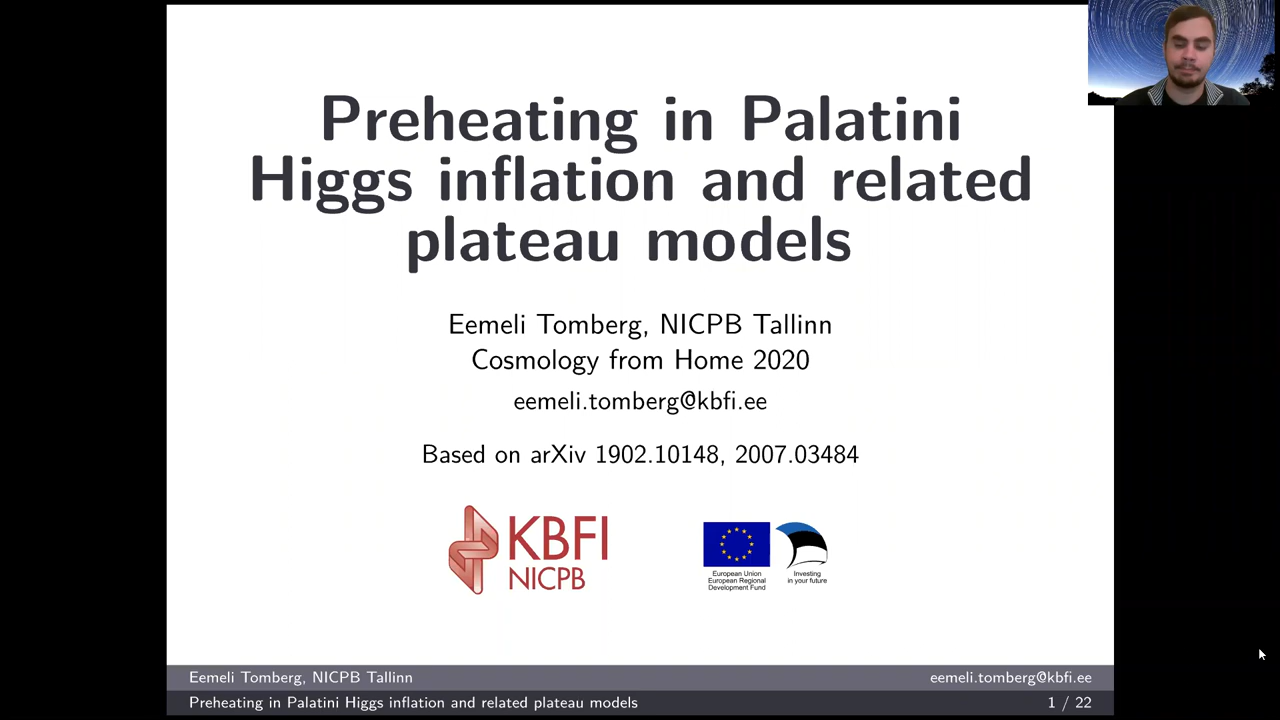 Preheating in Palatini
Higgs inflation and related
plateau models
Eemeli Tomberg, NICPB Tallinn
Cosmology from Home 2020
eemeli.tomberg@kbfi.ee
Based on arXiv 1902.10148, 2007.03484
KBFI
NICPB
European Union
European Regional
Development Fund
Investing
in your future
Eemeli Tomberg, NICPB Tallinn
eemeli.tomberg@kbfi.ee
Preheating in Palatini Higgs inflation and related plateau models
1 / 22